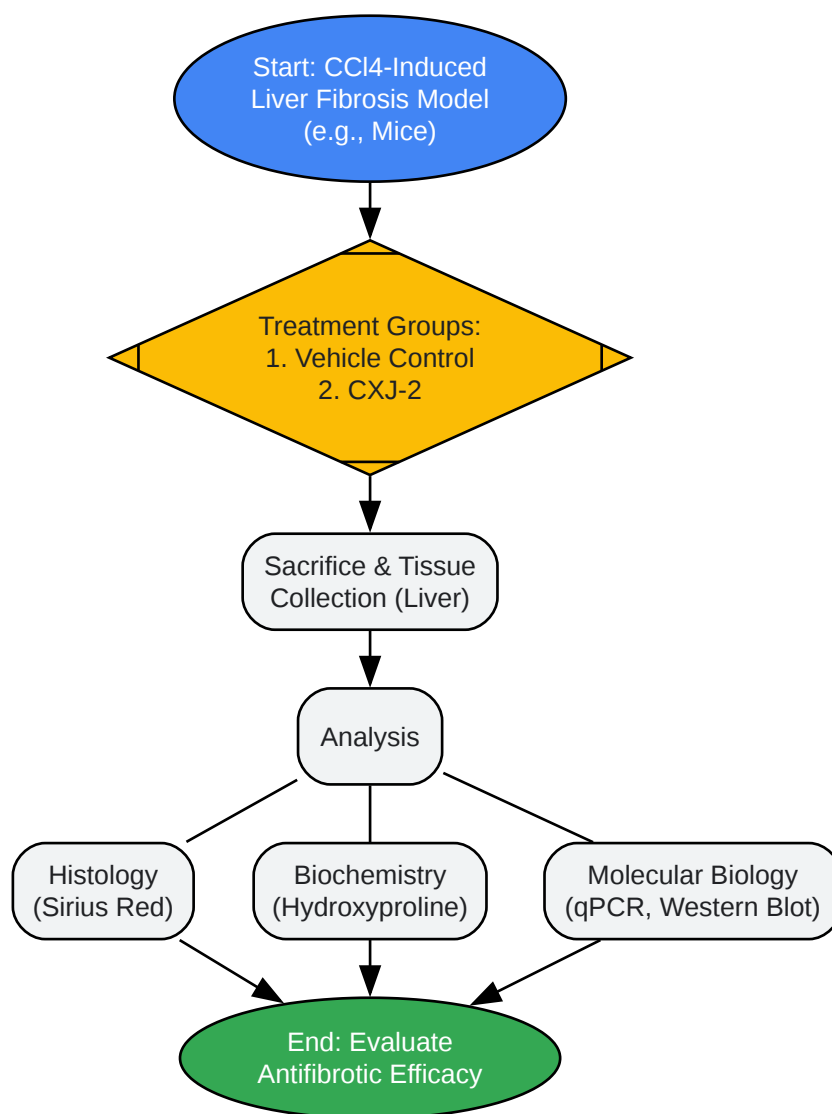 Start: CCl4-Induced
Liver Fibrosis Model
(e.g., Mice)
Treatment Groups:
1. Vehicle Control
2. CXJ-2
Sacrifice & Tissue
Collection (Liver)
Analysis
Histology
(Sirius Red)
Biochemistry
(Hydroxyproline)
Molecular Biology
(qPCR, Western Blot)
End: Evaluate
Antifibrotic Efficacy